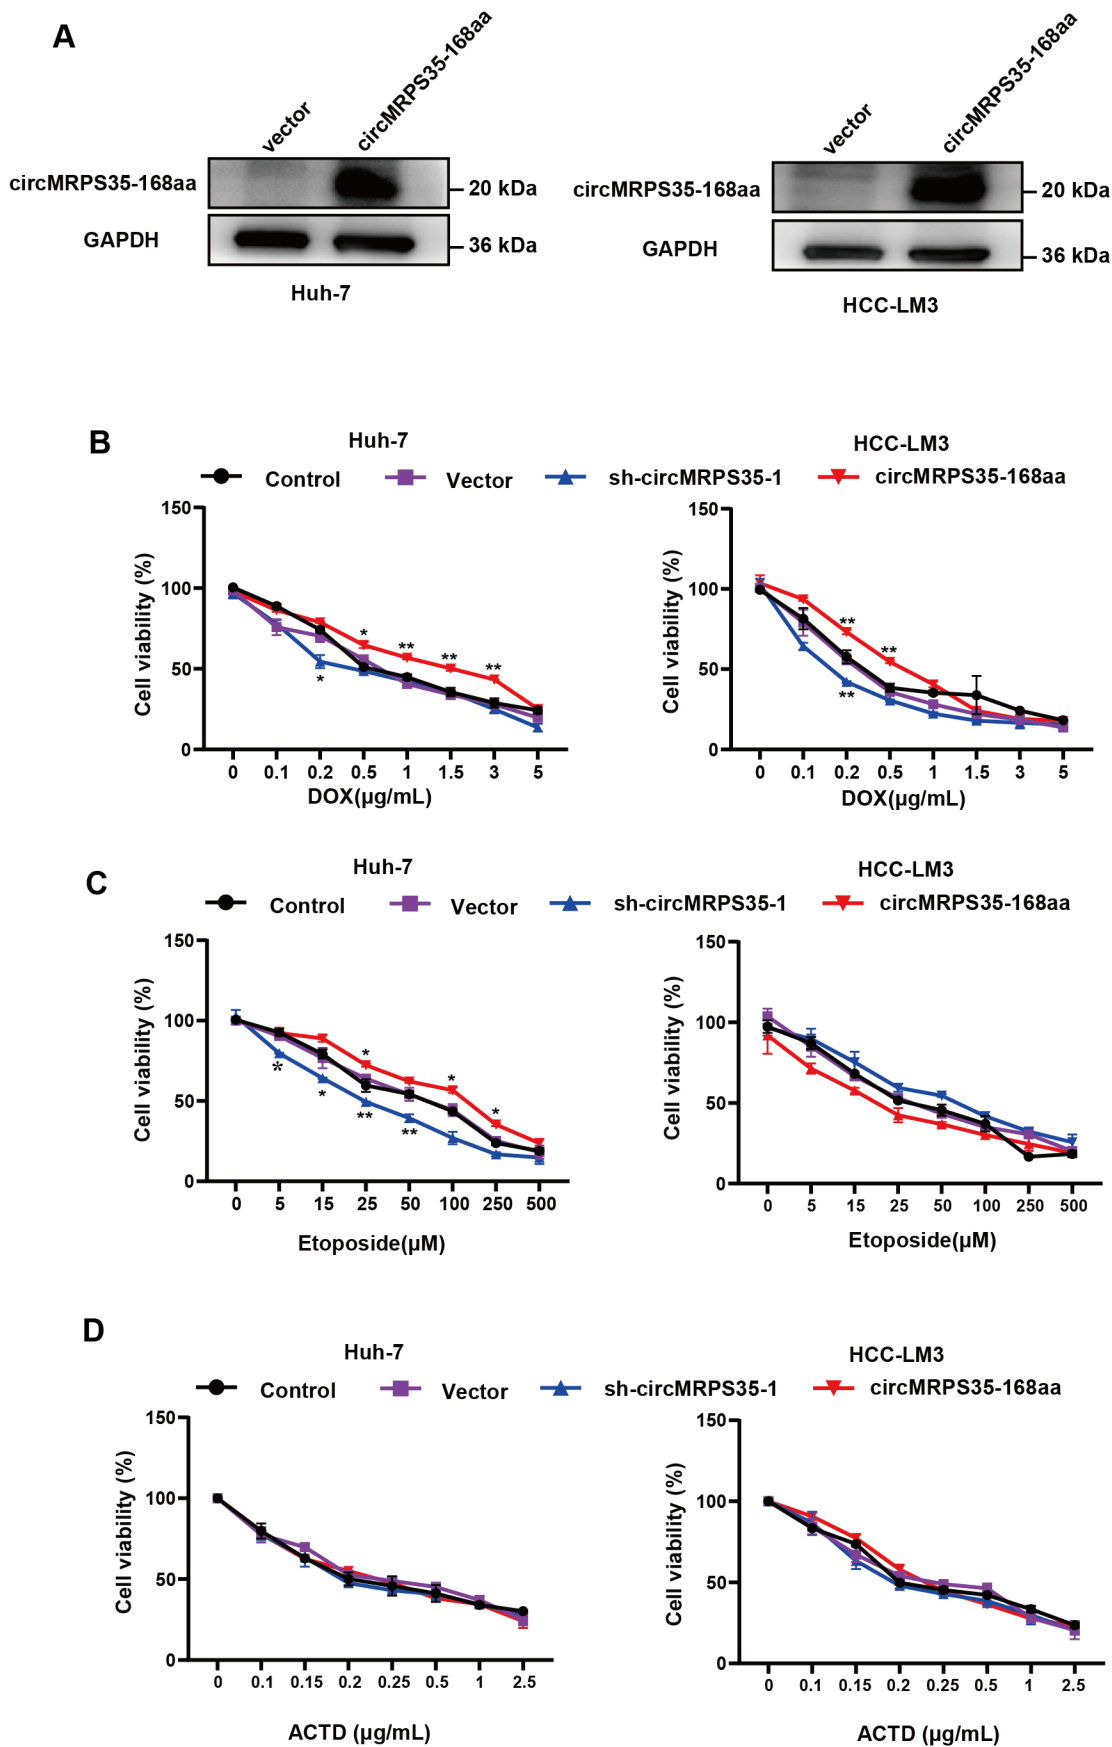 A
vector
circMRPS35-168aa
circMRPS35-168aa
20 kDa
GAPDH
36 kDa
Huh-7
vector
circMRPS35-168aa
circMRPS35-168aa
20 kDa
GAPDH
36 kDa
HCC-LM3
B
Huh-7
HCC-LM3
Control
Vector
sh-circMRPS35-1
circMRPS35-168aa
Cell viability (%)
150
100
50
0
* * ** ** **
0 0.1 0.2 0.5 1 1.5 3 5
DOX(µg/mL)
Cell viability (%)
150
100
50
0
** ** **
0 0.1 0.2 0.5 1 1.5 3 5
DOX(µg/mL)
C
Huh-7
HCC-LM3
Control
Vector
sh-circMRPS35-1
circMRPS35-168aa
Cell viability (%)
150
100
50
0
* * * ** ** * *
0 5 15 25 50 100 250 500
Etoposide(µM)
Cell viability (%)
150
100
50
0
0 5 15 25 50 100 250 500
Etoposide(µM)
D
Huh-7
HCC-LM3
Control
Vector
sh-circMRPS35-1
circMRPS35-168aa
Cell viability (%)
150
100
50
0
0 0.1 0.15 0.2 0.25 0.5 1 2.5
ACTD (µg/mL)
Cell viability (%)
150
100
50
0
0 0.1 0.15 0.2 0.25 0.5 1 2.5
ACTD (µg/mL)